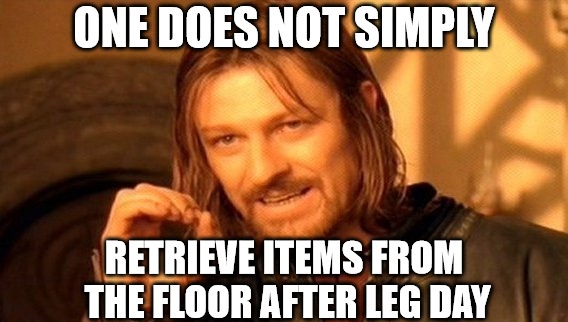 ONE DOES NOT SIMPLY
RETRIEVE ITEMS FROM
THE FLOOR AFTER LEG DAY